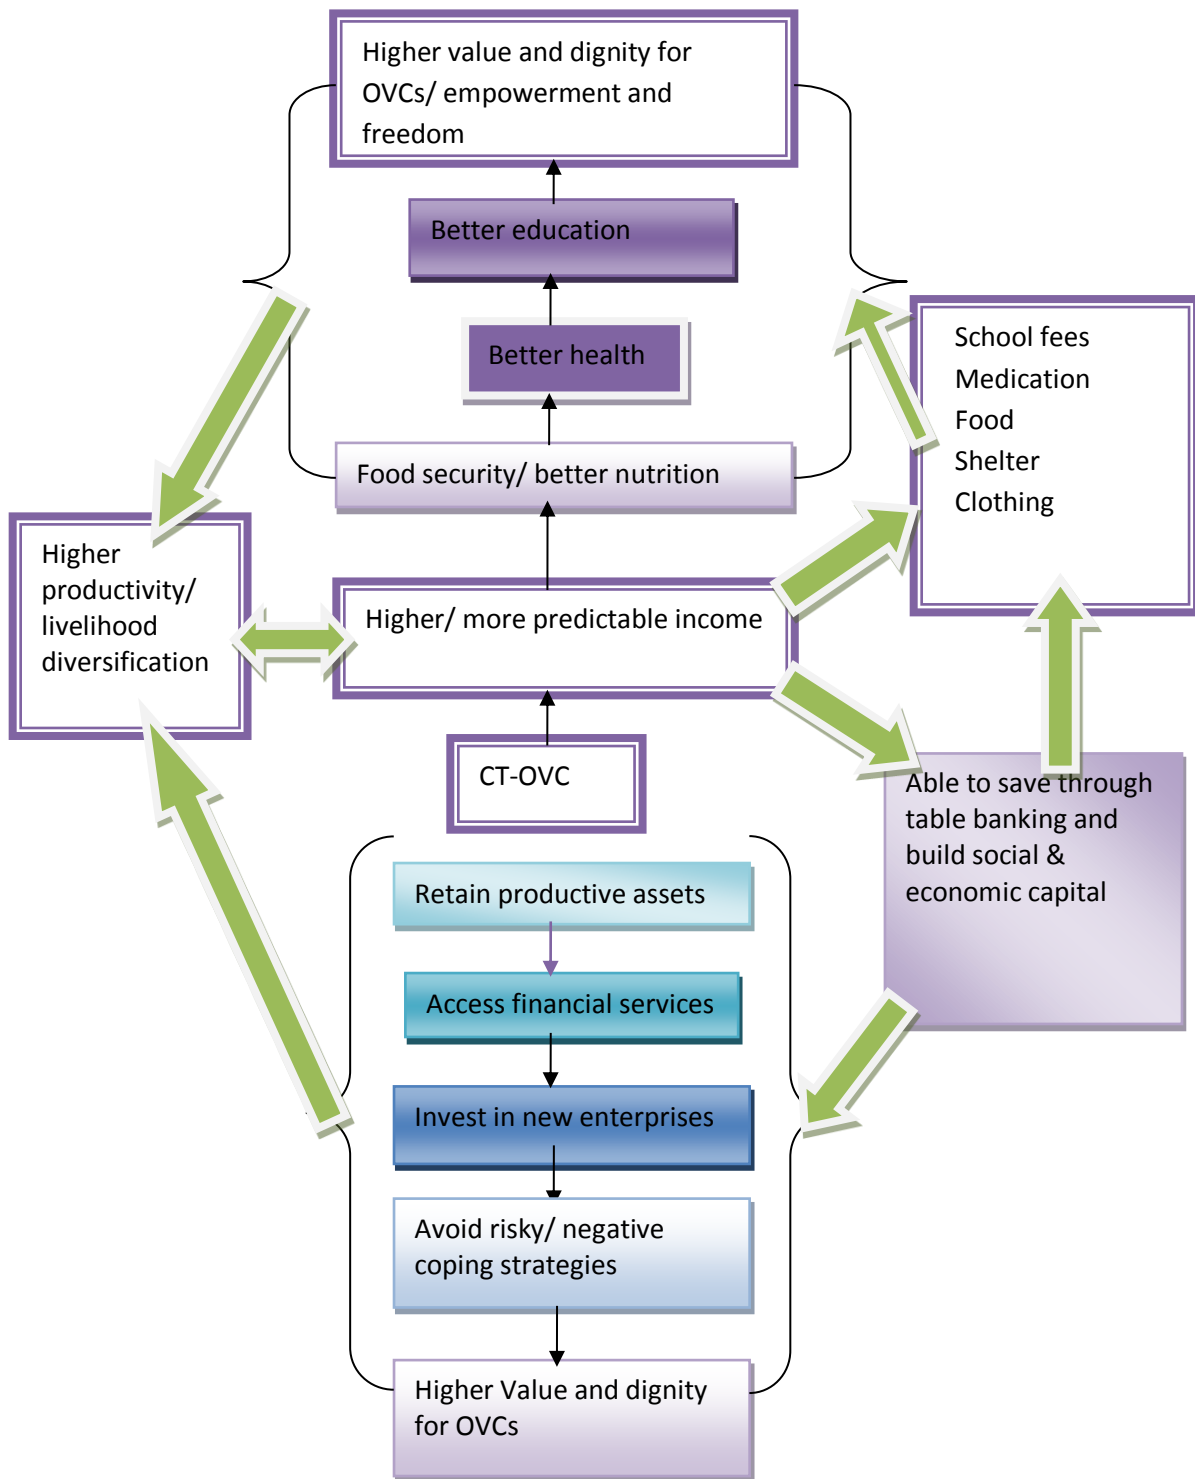 Higher value and dignity for
OVCs/ empowerment and
freedom
Better education
Better health
School fees
Medication
Food
Shelter
Clothing
Food security/ better nutrition
Higher
productivity/
livelihood
diversification
Higher/ more predictable income
CT-OVC
Able to save through
table banking and
build social &
economic capital
Retain productive assets
Access financial services
Invest in new enterprises
Avoid risky/ negative
coping strategies
Higher Value and dignity
for OVCs